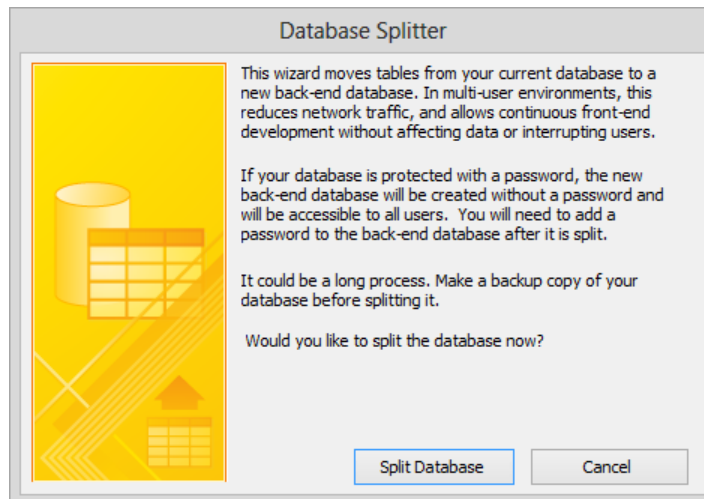 Database Splitter
This wizard moves tables from your current database to a
new back-end database. In multi-user environments, this
reduces network traffic, and allows continuous front-end
development without affecting data or interrupting users.
If your database is protected with a password, the new
back-end database will be created without a password and
will be accessible to all users.  You will need to add a
password to the back-end database after it is split.
It could be a long process. Make a backup copy of your
database before splitting it.
Would you like to split the database now?
Split Database
Cancel